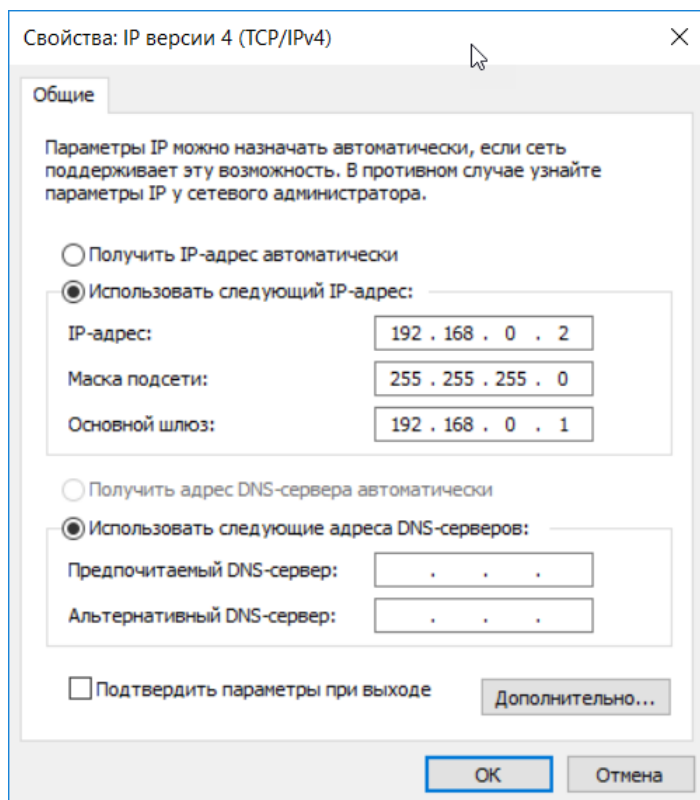 Свойства: IP версии 4 (TCP/IPv4)
Общие
Параметры IP можно назначать автоматически, если сеть
поддерживает эту возможность. В противном случае узнайте
параметры IP у сетевого администратора.
Получить IP-адрес автоматически
Использовать следующий IP-адрес:
IP-адрес: 192 . 168 . 0 . 2
Маска подсети: 255 . 255 . 255 . 0
Основной шлюз: 192 . 168 . 0 . 1
Получить адрес DNS-сервера автоматически
Использовать следующие адреса DNS-серверов:
Предпочитаемый DNS-сервер: . . .
Альтернативный DNS-сервер: . . .
Подтвердить параметры при выходе
Дополнительно...
ОК Отмена